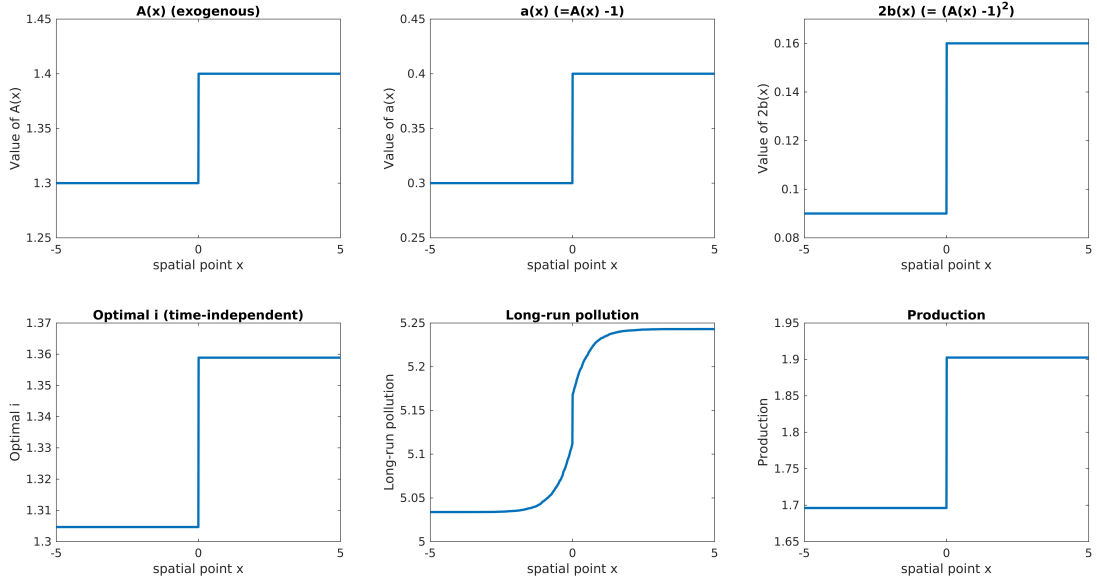 A(x) (exogenous)
1.45
1.4
1.35
1.3
1.25
Value of A(x)
-5 0 5
spatial point x
a(x) (=A(x) -1)
0.45
0.4
0.35
0.3
0.25
Value of a(x)
-5 0 5
spatial point x
2b(x) (= (A(x) -1)²)
0.16
0.14
0.12
0.1
0.08
Value of 2b(x)
-5 0 5
spatial point x
Optimal i (time-independent)
1.37
1.36
1.35
1.34
1.33
1.32
1.31
1.3
Optimal i
-5 0 5
spatial point x
Long-run pollution
5.25
5.2
5.15
5.1
5.05
5
Long-run pollution
-5 0 5
spatial point x
Production
1.95
1.9
1.85
1.8
1.75
1.7
1.65
Production
-5 0 5
spatial point x